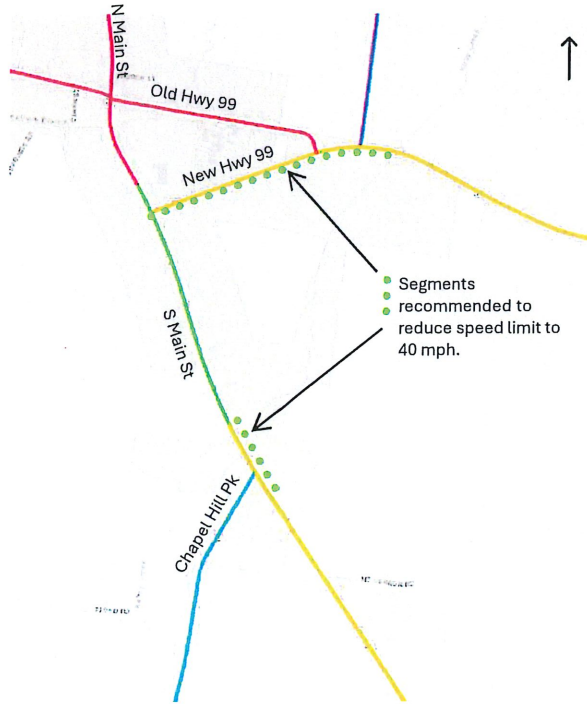 N Main St
Old Hwy 99
New Hwy 99
Segments
recommended to
reduce speed limit to
40 mph.
S Main St
Chapel Hill Pk